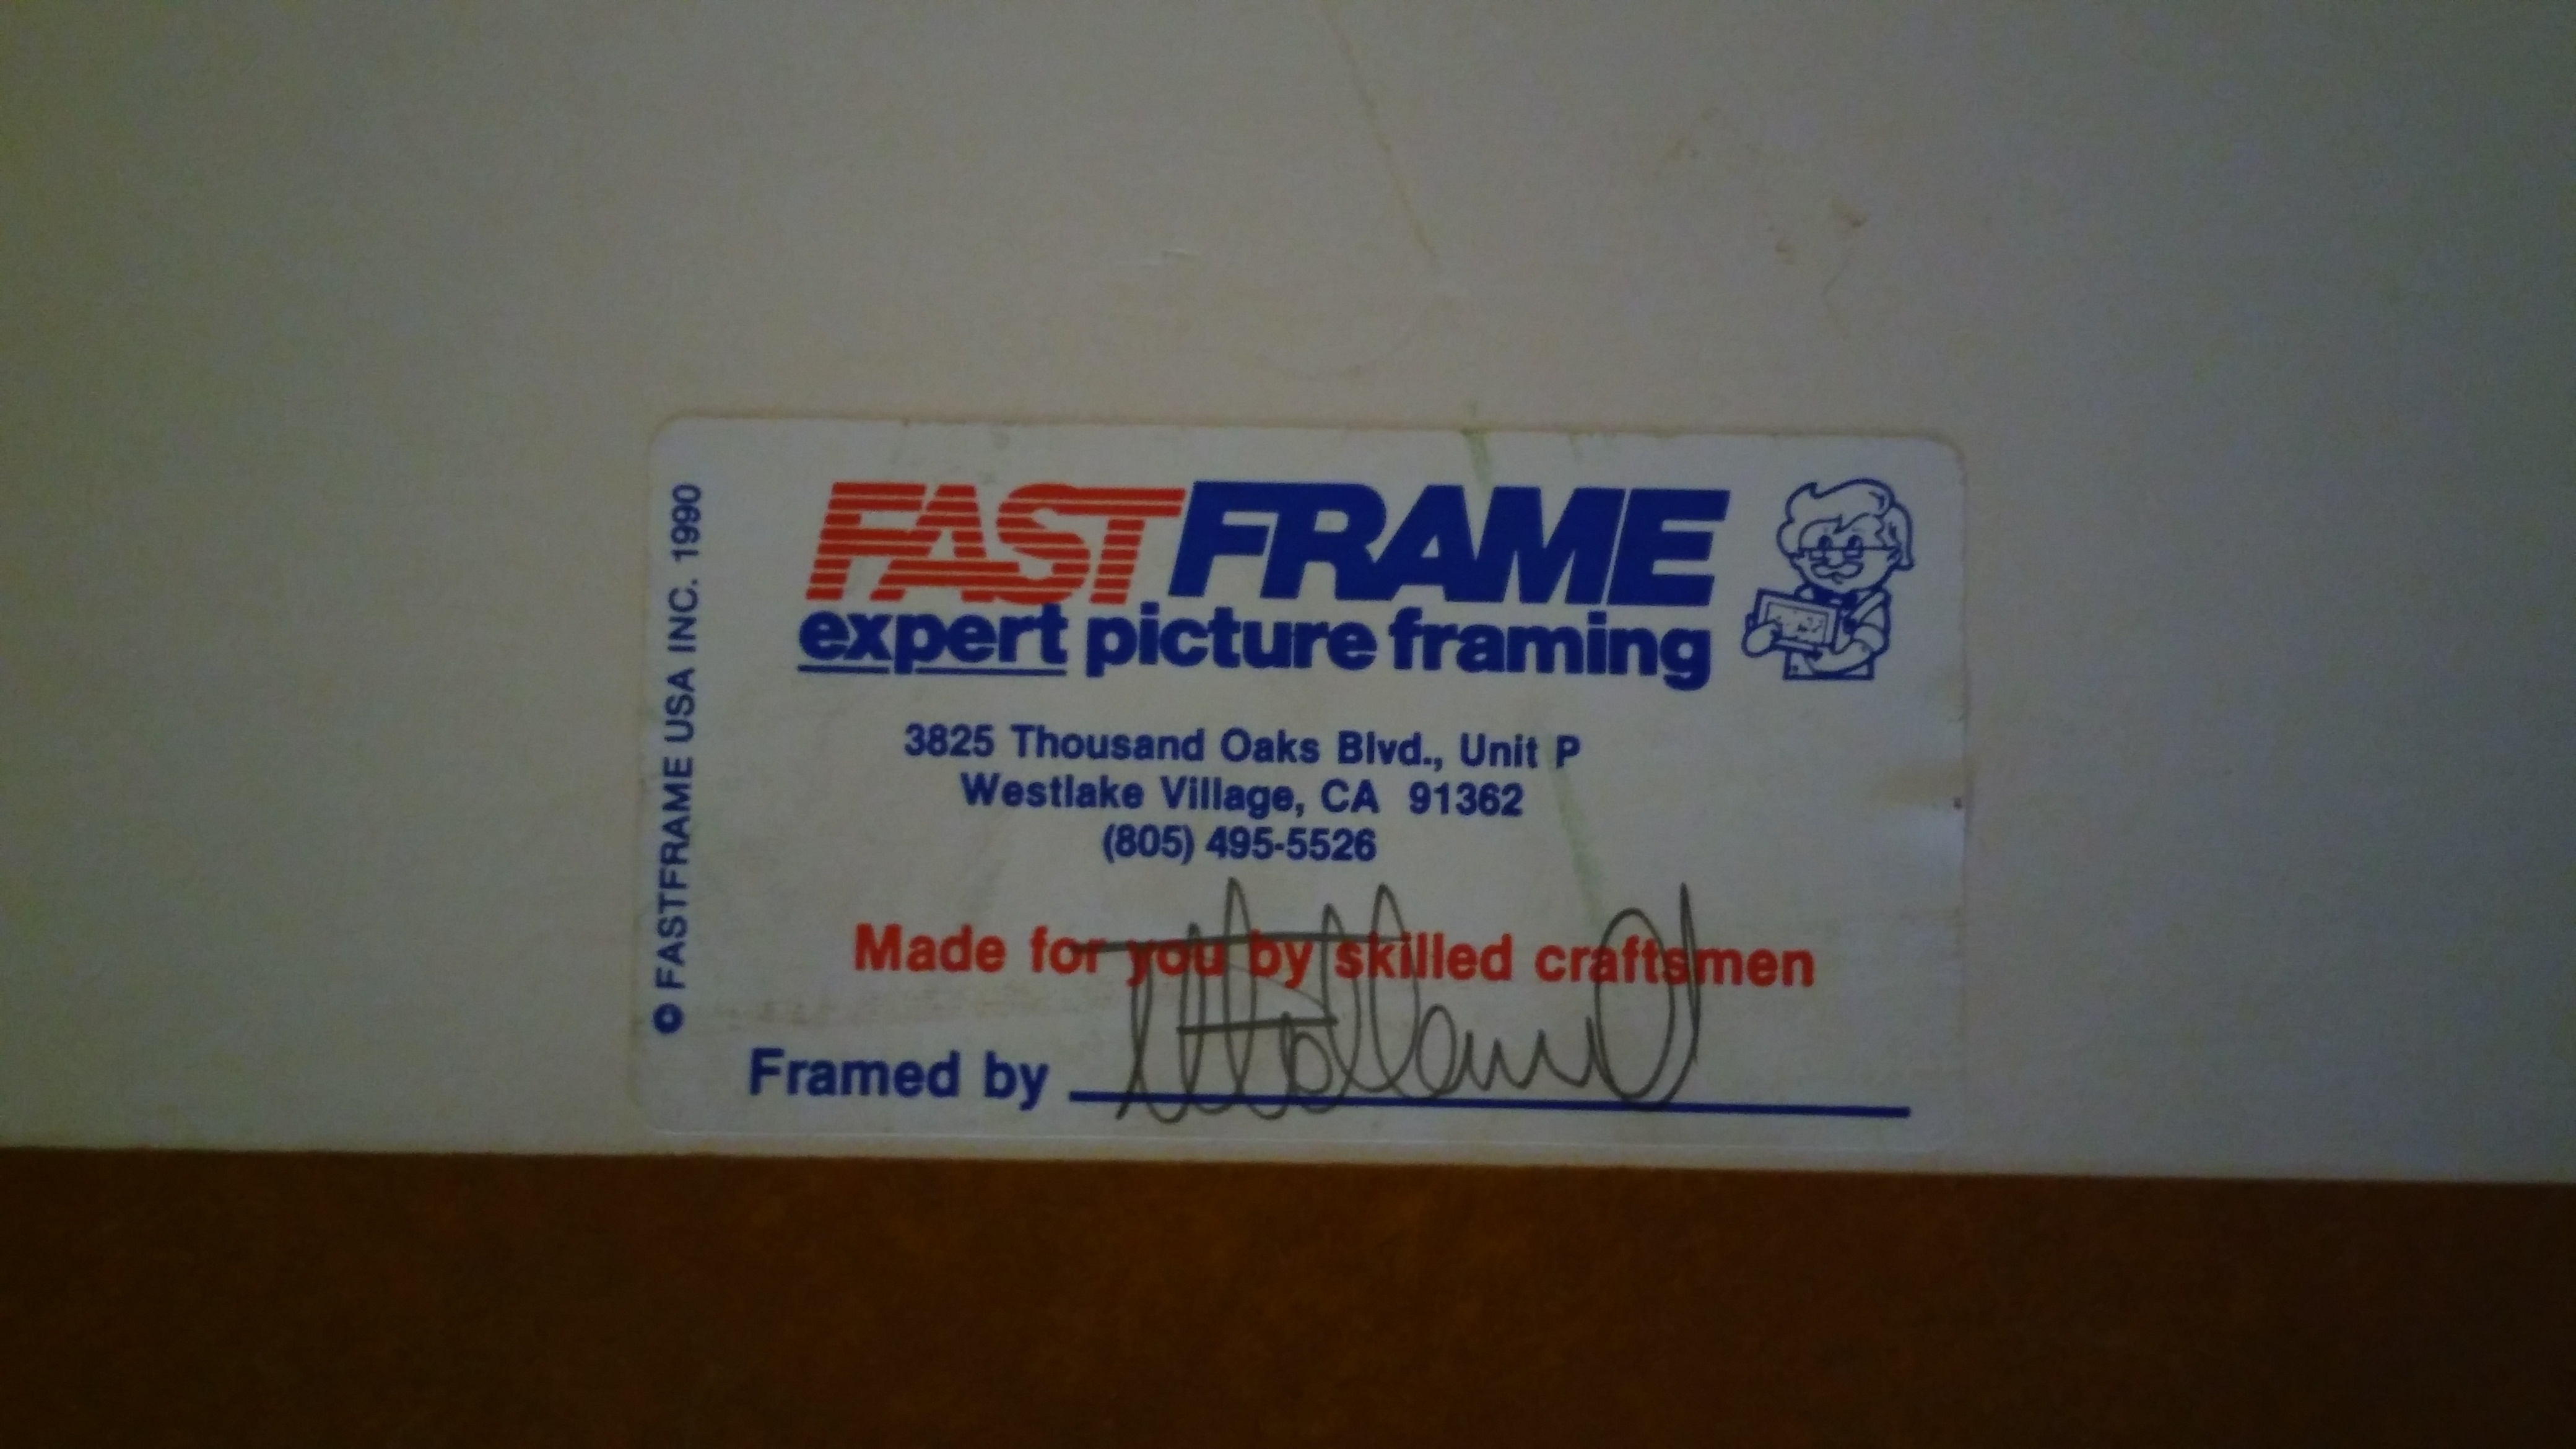 © FASTFRAME USA INC. 1990
FASTFRAME
expert picture framing
3825 Thousand Oaks Blvd., Unit P
Westlake Village, CA 91362
(805) 495-5526
Made for you by skilled craftsmen
Framed by